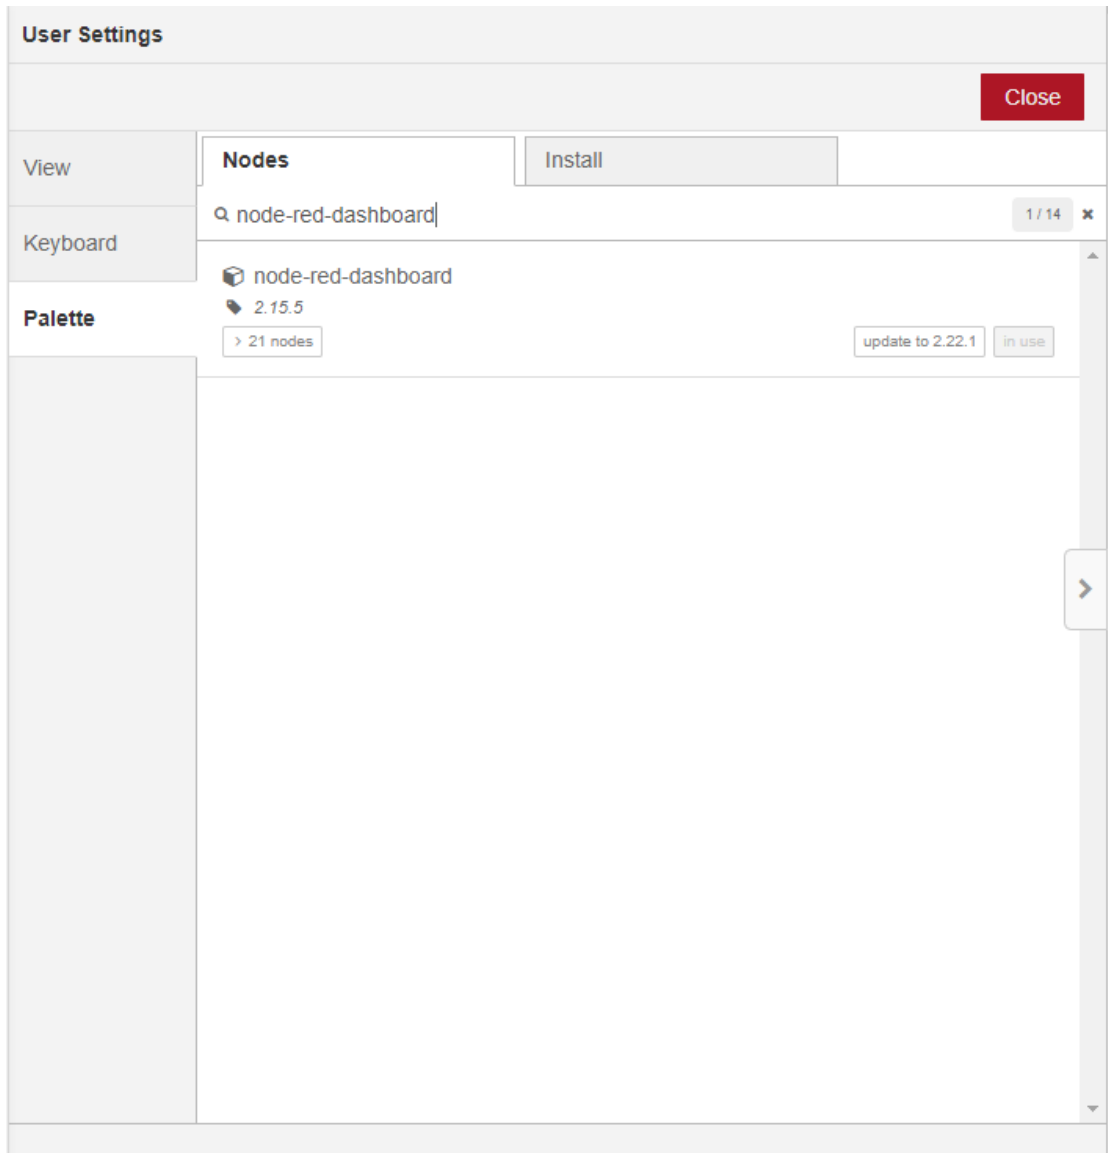 User Settings
Close
View
Nodes
Install
node-red-dashboard
1 / 14
Keyboard
node-red-dashboard
2.15.5
Palette
21 nodes
update to 2.22.1
in use